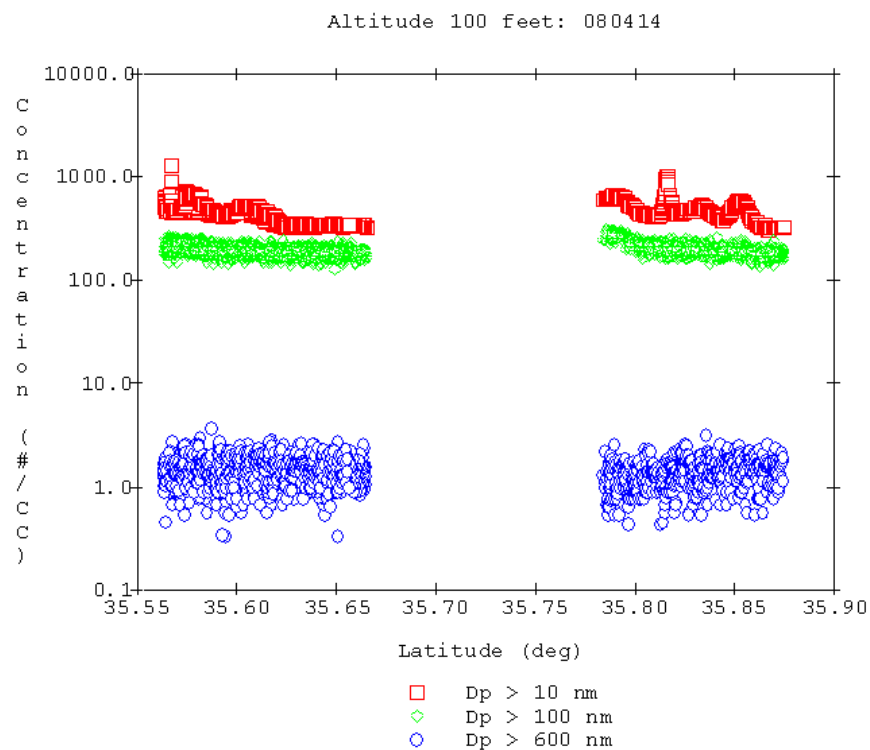 Altitude 100 feet: 080414
Concentration (#/CC)
10000.0
1000.0
100.0
10.0
1.0
0.1
35.55 35.60 35.65 35.70 35.75 35.80 35.85 35.90
Latitude (deg)
Dp > 10 nm
Dp > 100 nm
Dp > 600 nm